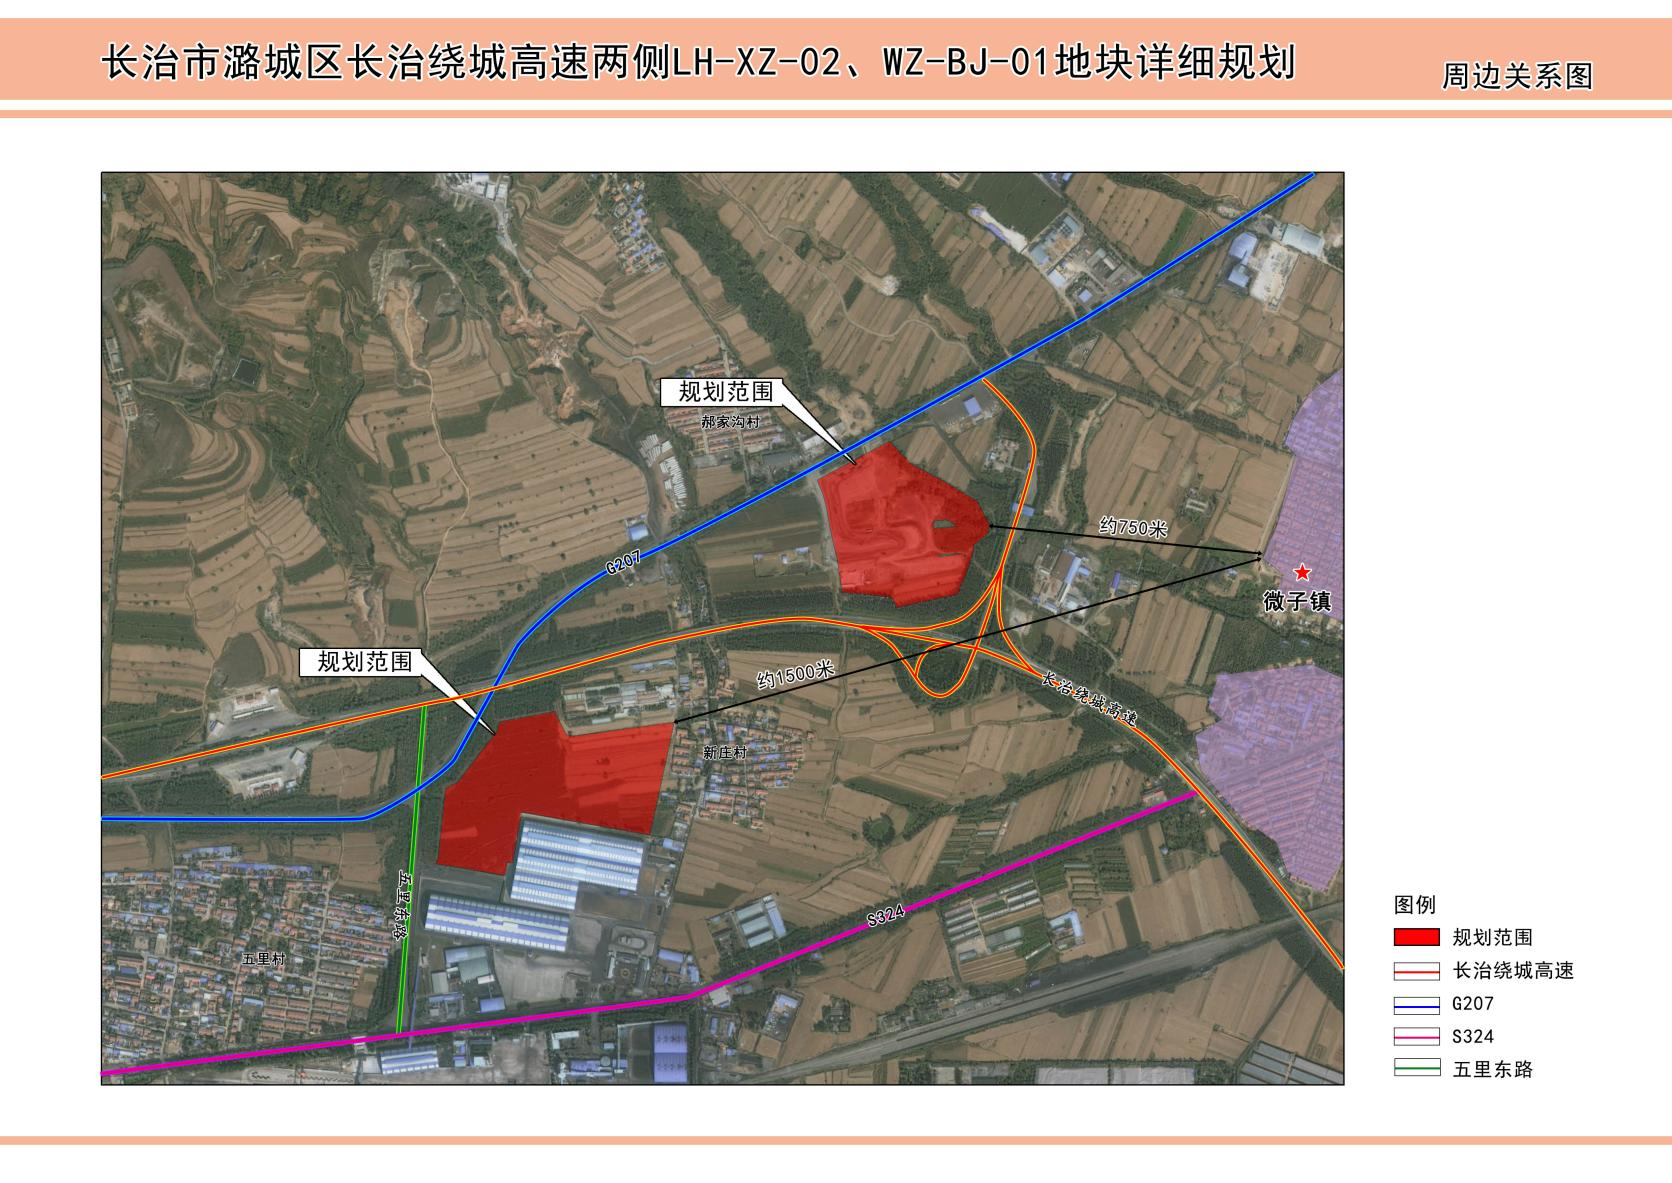 长治市潞城区长治绕城高速两侧LH-XZ-02、WZ-BJ-01地块详细规划
周边关系图
规划范围
郝家沟村
约750米
G207
微子镇
规划范围
约1500米
长治绕城高速
新庄村
五里东路
S324
五里村
图例
规划范围
长治绕城高速
G207
S324
五里东路